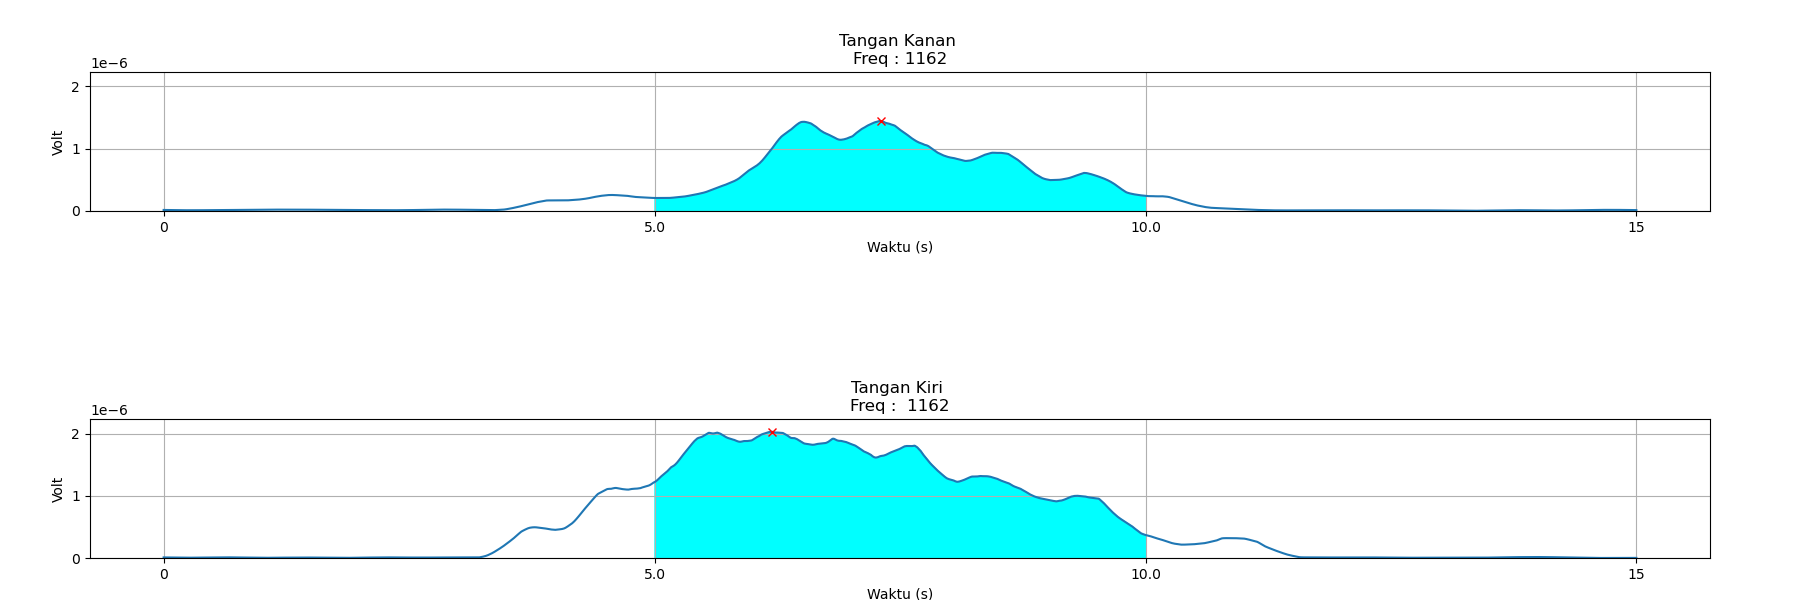 Tangan Kanan
Freq : 1162
1e−6
2
1
0
Volt
0 5.0 10.0 15
Waktu (s)
Tangan Kiri
Freq :  1162
1e−6
2
1
0
Volt
0 5.0 10.0 15
Waktu (s)